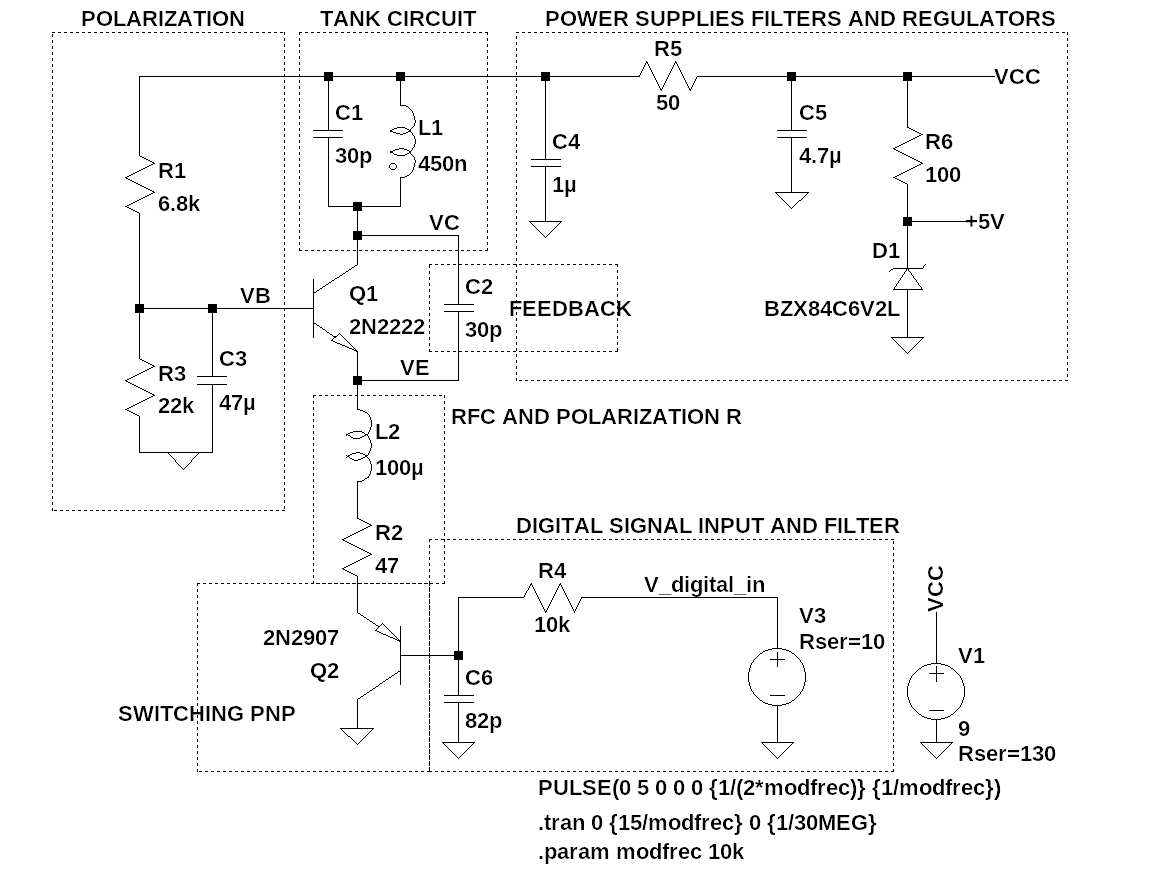 POLARIZATION
TANK CIRCUIT
POWER SUPPLIES FILTERS AND REGULATORS
R5
50
VCC
C1
30p
L1
450n
C4
1µ
C5
4.7µ
R6
100
R1
6.8k
VC
+5V
D1
BZX84C6V2L
VB
Q1
2N2222
C2
30p
FEEDBACK
VE
R3
22k
C3
47µ
RFC AND POLARIZATION R
L2
100µ
R2
47
DIGITAL SIGNAL INPUT AND FILTER
R4
10k
V_digital_in
V3
Rser=10
VCC
V1
9
Rser=130
2N2907
Q2
C6
82p
SWITCHING PNP
PULSE(0 5 0 0 0 {1/(2*modfrec)} {1/modfrec})
.tran 0 {15/modfrec} 0 {1/30MEG}
.param modfrec 10k